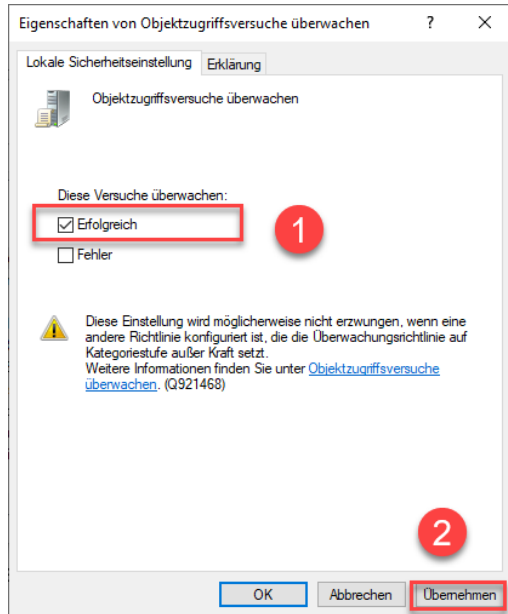 Eigenschaften von Objektzugriffsversuche überwachen ? ×
Lokale Sicherheitseinstellung Erklärung
Objektzugriffsversuche überwachen
Diese Versuche überwachen:
Erfolgreich
1
Fehler
Diese Einstellung wird möglicherweise nicht erzwungen, wenn eine
andere Richtlinie konfiguriert ist, die die Überwachungsrichtlinie auf
Kategoriestufe außer Kraft setzt.
Weitere Informationen finden Sie unter Objektzugriffsversuche
überwachen. (Q921468)
2
OK Abbrechen Übernehmen